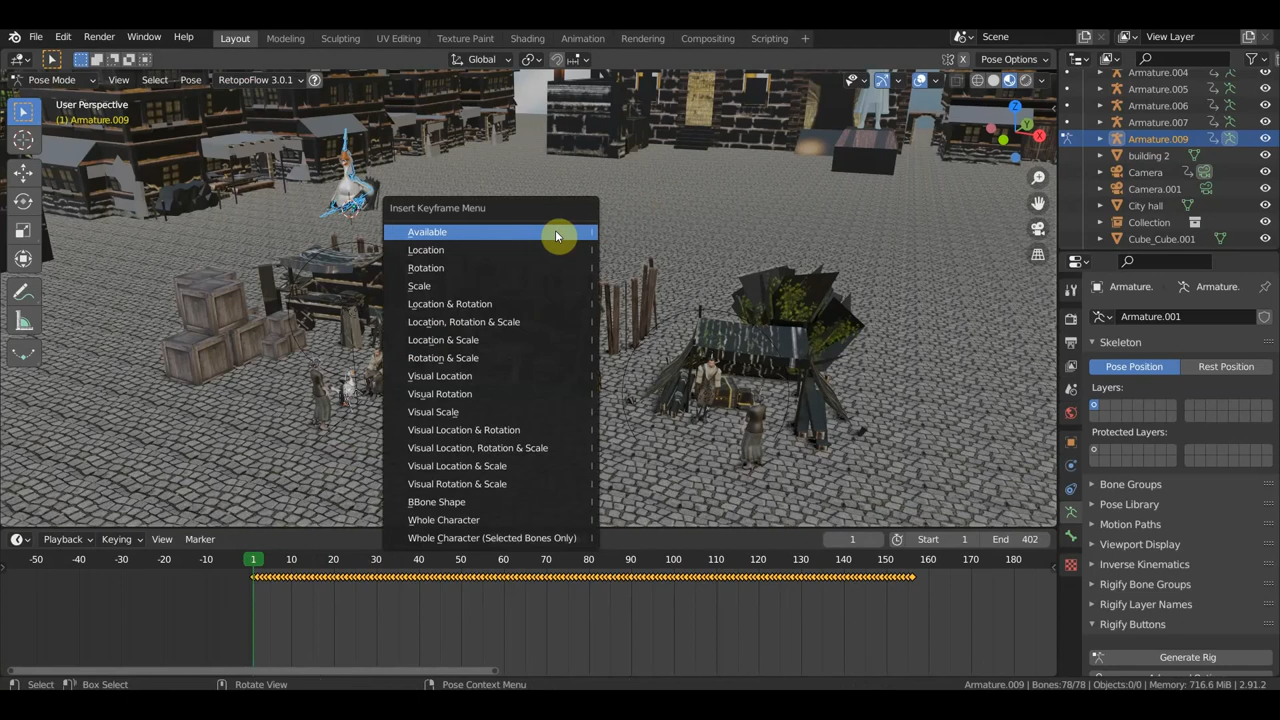 File Edit Render Window Help Layout Modeling Sculpting UV Editing Texture Paint Shading Animation Rendering Compositing Scripting + Scene View Layer
Global Pose Options
Pose Mode View Select Pose RetopoFlow 3.0.1
User Perspective
(1) Armature.009
X
Y
Z
Armature.004
Armature.005
Armature.006
Armature.007
Armature.009
building 2
Camera
Camera.001
City hall
Collection
Cube_Cube.001
Insert Keyframe Menu
Available I
Location I
Rotation I
Scale I
Location & Rotation I
Location, Rotation & Scale I
Location & Scale I
Rotation & Scale I
Visual Location I
Visual Rotation I
Visual Scale I
Visual Location & Rotation I
Visual Location, Rotation & Scale I
Visual Location & Scale I
Visual Rotation & Scale I
BBone Shape I
Whole Character I
Whole Character (Selected Bones Only) I
Armature. Armature.
Armature.001
Skeleton
Pose Position Rest Position
Layers:
Protected Layers:
Bone Groups
Pose Library
Motion Paths
Viewport Display
Inverse Kinematics
Rigify Bone Groups
Rigify Layer Names
Rigify Buttons
Generate Rig
Playback Keying View Marker 1 Start 1 End 402
-50 -40 -30 -20 -10 1 10 20 30 40 50 60 70 80 90 100 110 120 130 140 150 160 170 180
Select Box Select Rotate View Pose Context Menu Armature.009 | Bones:78/78 | Objects:0/0 | Memory: 716.6 MiB | 2.91.2